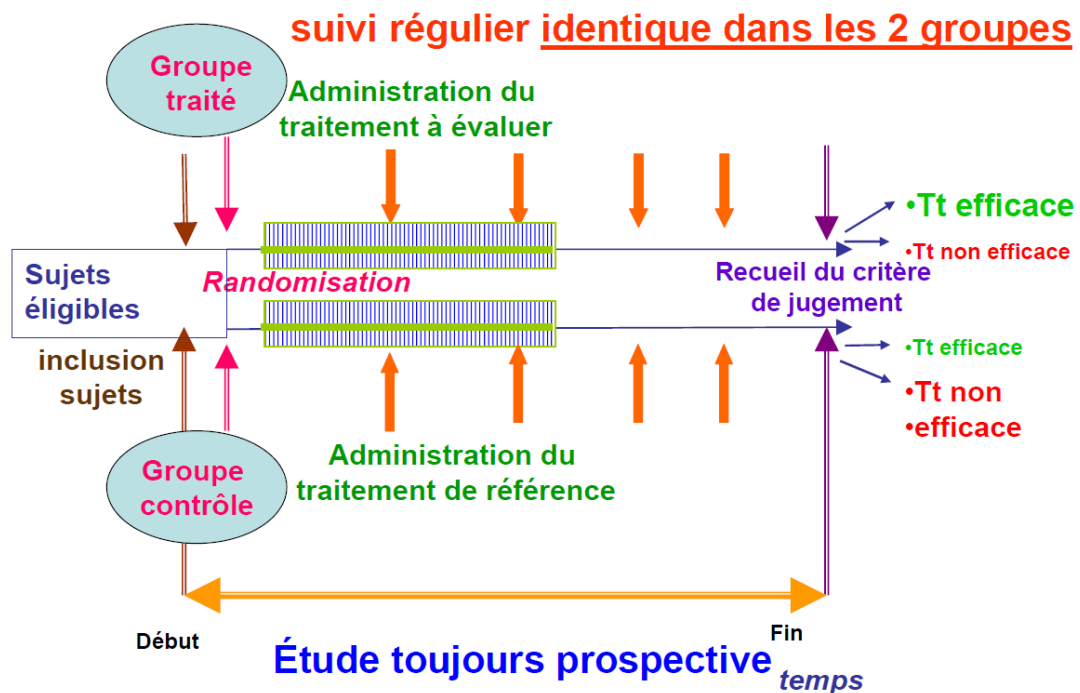 suivi régulier identique dans les 2 groupes
Groupe
traité
Administration du
traitement à évaluer
•Tt efficace
•Tt non efficace
Sujets
éligibles
Randomisation
Recueil du critère
de jugement
inclusion
sujets
•Tt efficace
•Tt non
•efficace
Groupe
contrôle
Administration du
traitement de référence
Début
Fin
Étude toujours prospective
temps